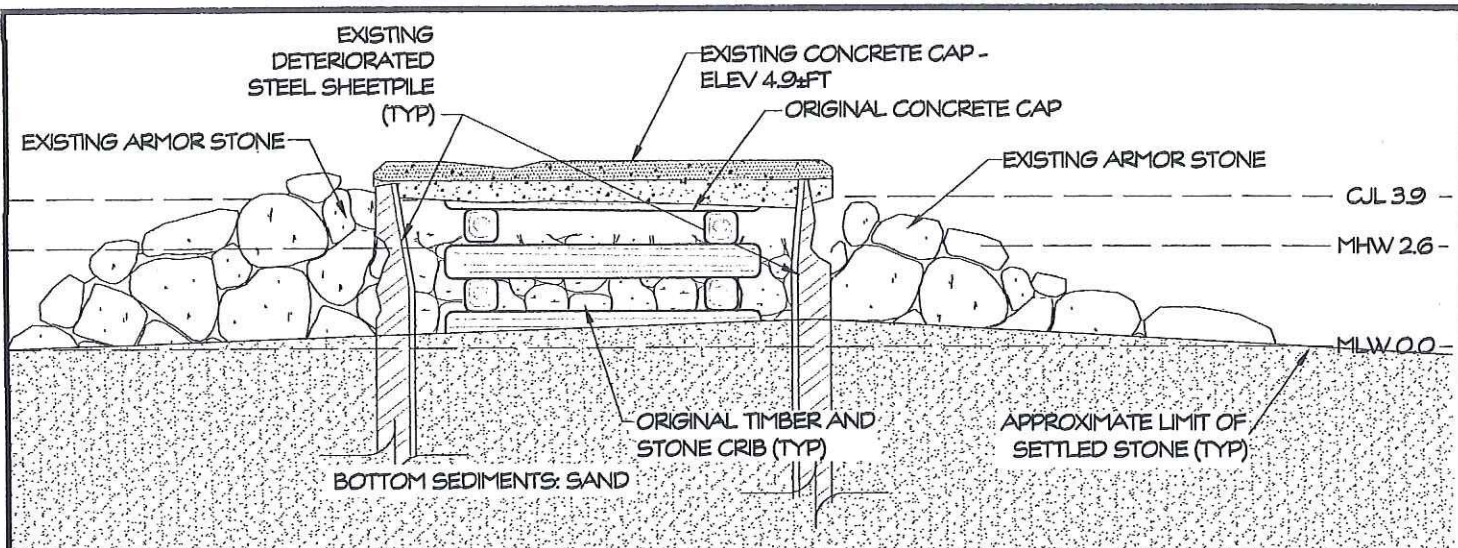 EXISTING
DETERIORATED
STEEL SHEETPILE
(TYP)
EXISTING CONCRETE CAP -
ELEV 4.9±FT
ORIGINAL CONCRETE CAP
EXISTING ARMOR STONE
EXISTING ARMOR STONE
CJL 3.9
MHW 2.6
MLW 0.0
ORIGINAL TIMBER AND
STONE CRIB (TYP)
APPROXIMATE LIMIT OF
SETTLED STONE (TYP)
BOTTOM SEDIMENTS: SAND